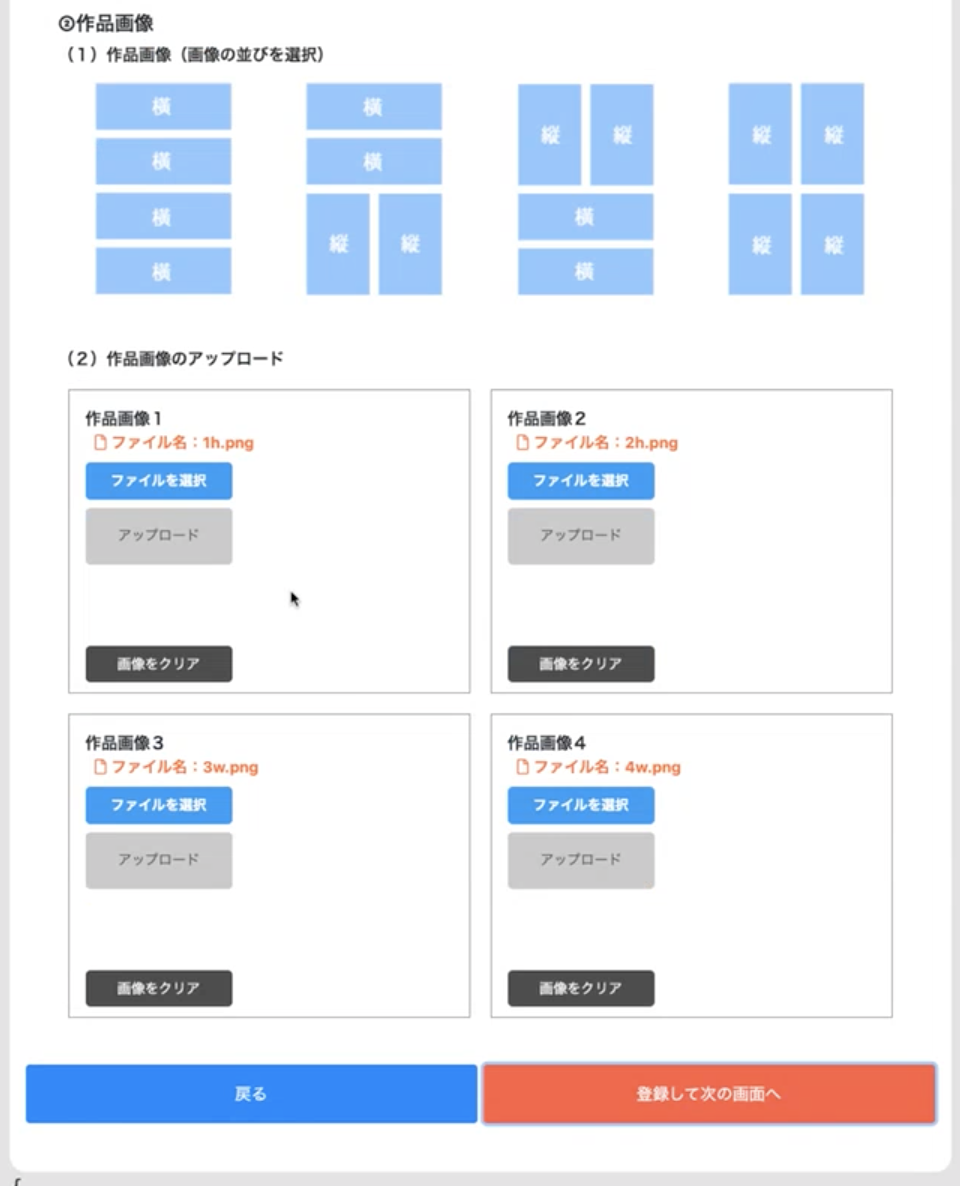 ②作品画像
（1）作品画像（画像の並びを選択）
横
横
横
横
横
横
縦 縦
縦 縦
横
横
縦 縦
縦 縦
（2）作品画像のアップロード
作品画像1
ファイル名：1h.png
ファイルを選択
アップロード
画像をクリア
作品画像2
ファイル名：2h.png
ファイルを選択
アップロード
画像をクリア
作品画像3
ファイル名：3w.png
ファイルを選択
アップロード
画像をクリア
作品画像4
ファイル名：4w.png
ファイルを選択
アップロード
画像をクリア
戻る
登録して次の画面へ